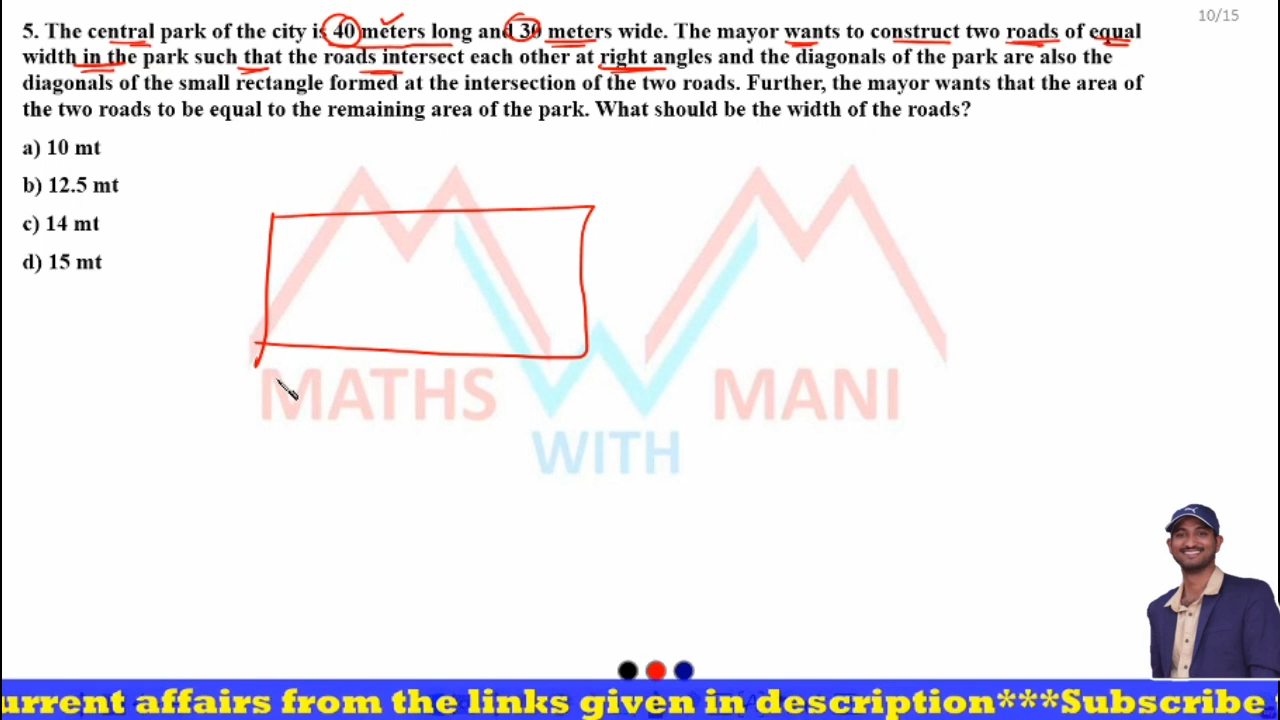 10/15
5. The central park of the city is 40 meters long and 30 meters wide. The mayor wants to construct two roads of equal
width in the park such that the roads intersect each other at right angles and the diagonals of the park are also the
diagonals of the small rectangle formed at the intersection of the two roads. Further, the mayor wants that the area of
the two roads to be equal to the remaining area of the park. What should be the width of the roads?
a) 10 mt
b) 12.5 mt
c) 14 mt
d) 15 mt
MATHS
WITH
MANI
urrent affairs from the links given in description***Subscribe